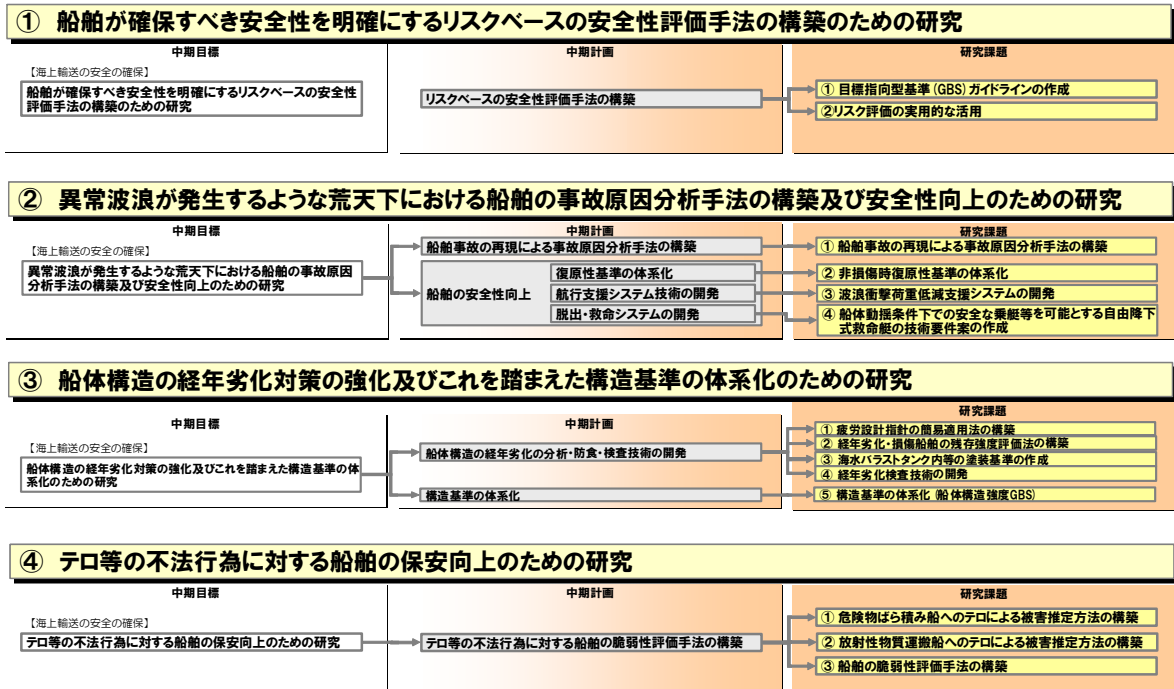 ① 船舶が確保すべき安全性を明確にするリスクベースの安全性評価手法の構築のための研究
中期目標
中期計画
研究課題
【海上輸送の安全の確保】
船舶が確保すべき安全性を明確にするリスクベースの安全性
評価手法の構築のための研究
リスクベースの安全性評価手法の構築
① 目標指向型基準（GBS）ガイドラインの作成
②リスク評価の実用的な活用
② 異常波浪が発生するような荒天下における船舶の事故原因分析手法の構築及び安全性向上のための研究
中期目標
中期計画
研究課題
【海上輸送の安全の確保】
異常波浪が発生するような荒天下における船舶の事故原因
分析手法の構築及び安全性向上のための研究
船舶事故の再現による事故原因分析手法の構築
船舶の安全性向上
復原性基準の体系化
航行支援システム技術の開発
脱出・救命システムの開発
① 船舶事故の再現による事故原因分析手法の構築
② 非損傷時復原性基準の体系化
③ 波浪衝撃荷重低減支援システムの開発
④ 船体動揺条件下での安全な乗艇等を可能とする自由降下
式救命艇の技術要件案の作成
③ 船体構造の経年劣化対策の強化及びこれを踏まえた構造基準の体系化のための研究
中期目標
中期計画
研究課題
【海上輸送の安全の確保】
船体構造の経年劣化対策の強化及びこれを踏まえた構造基準の体
系化のための研究
船体構造の経年劣化の分析・防食・検査技術の開発
構造基準の体系化
① 疲労設計指針の簡易適用法の構築
② 経年劣化・損傷船舶の残存強度評価法の構築
③ 海水バラストタンク内等の塗装基準の作成
④ 経年劣化検査技術の開発
⑤ 構造基準の体系化（船体構造強度GBS）
④ テロ等の不法行為に対する船舶の保安向上のための研究
中期目標
中期計画
研究課題
【海上輸送の安全の確保】
テロ等の不法行為に対する船舶の保安向上のための研究
テロ等の不法行為に対する船舶の脆弱性評価手法の構築
① 危険物ばら積み船へのテロによる被害推定方法の構築
② 放射性物質運搬船へのテロによる被害推定方法の構築
③ 船舶の脆弱性評価手法の構築